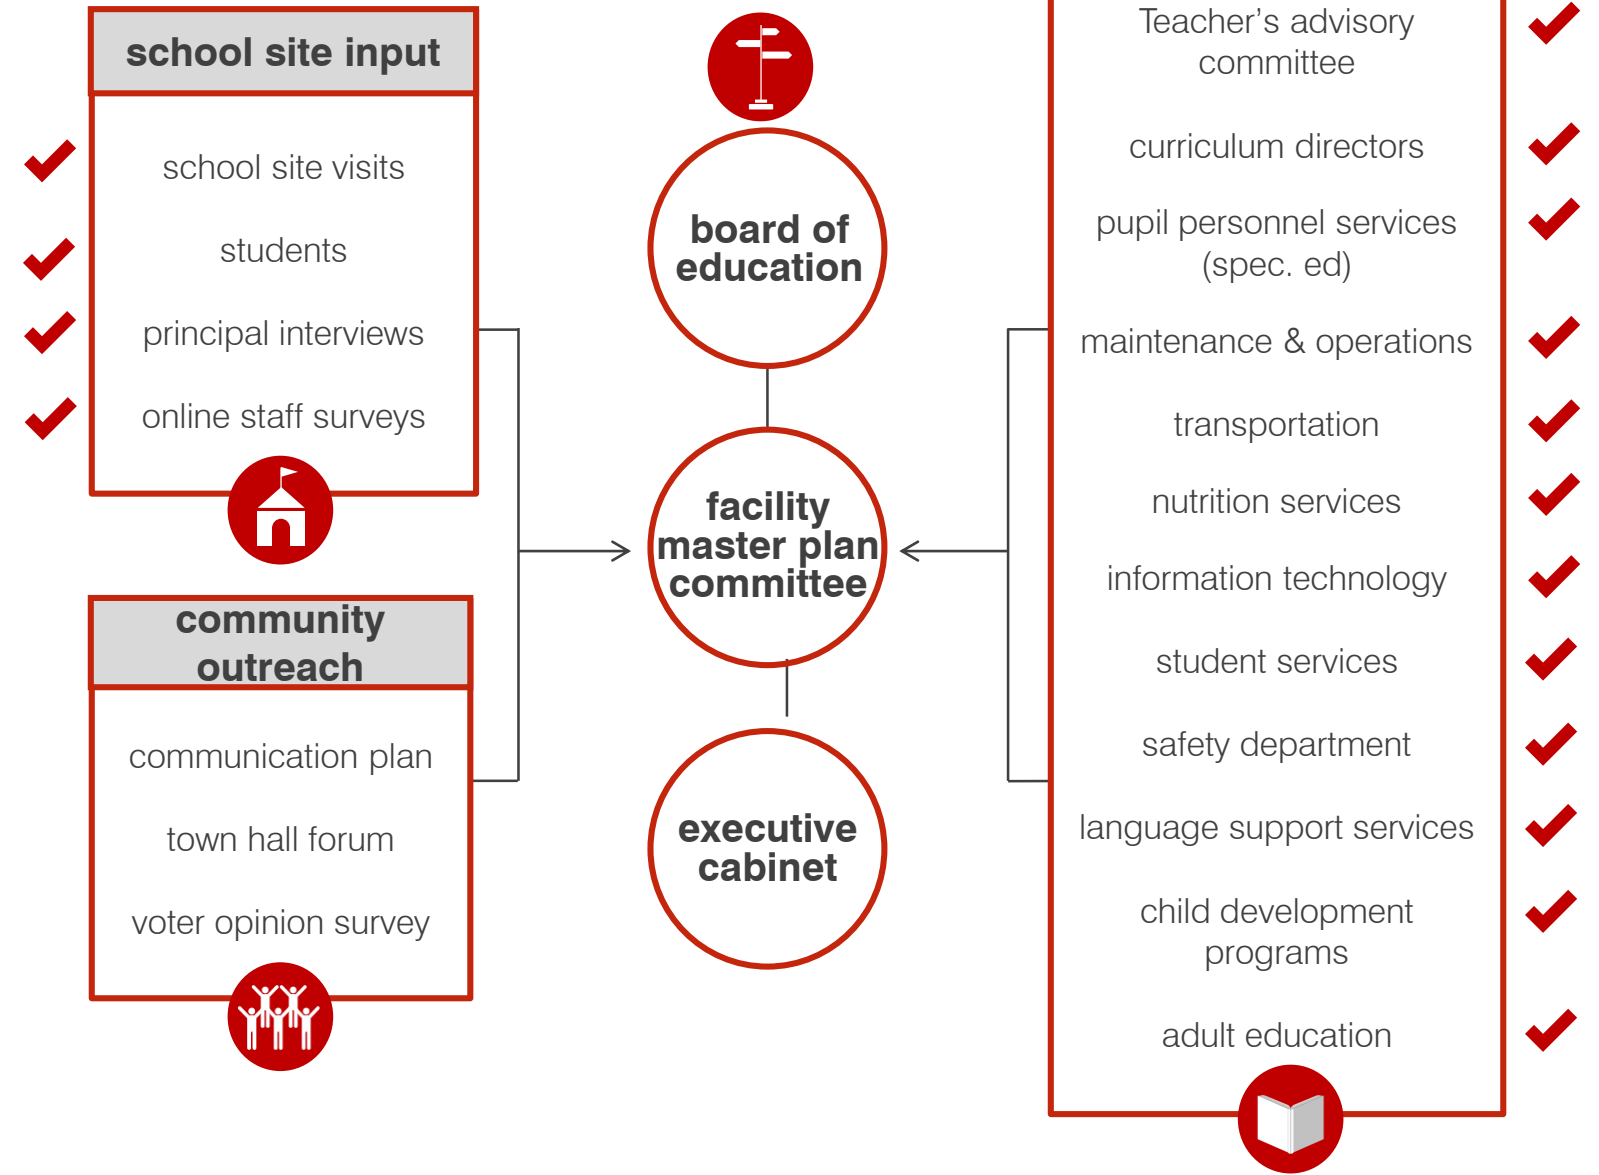 school site input
school site visits
students
principal interviews
online staff surveys
community
outreach
communication plan
town hall forum
voter opinion survey
board of
education
facility
master plan
committee
executive
cabinet
Teacher’s advisory
committee
curriculum directors
pupil personnel services
(spec. ed)
maintenance & operations
transportation
nutrition services
information technology
student services
safety department
language support services
child development
programs
adult education